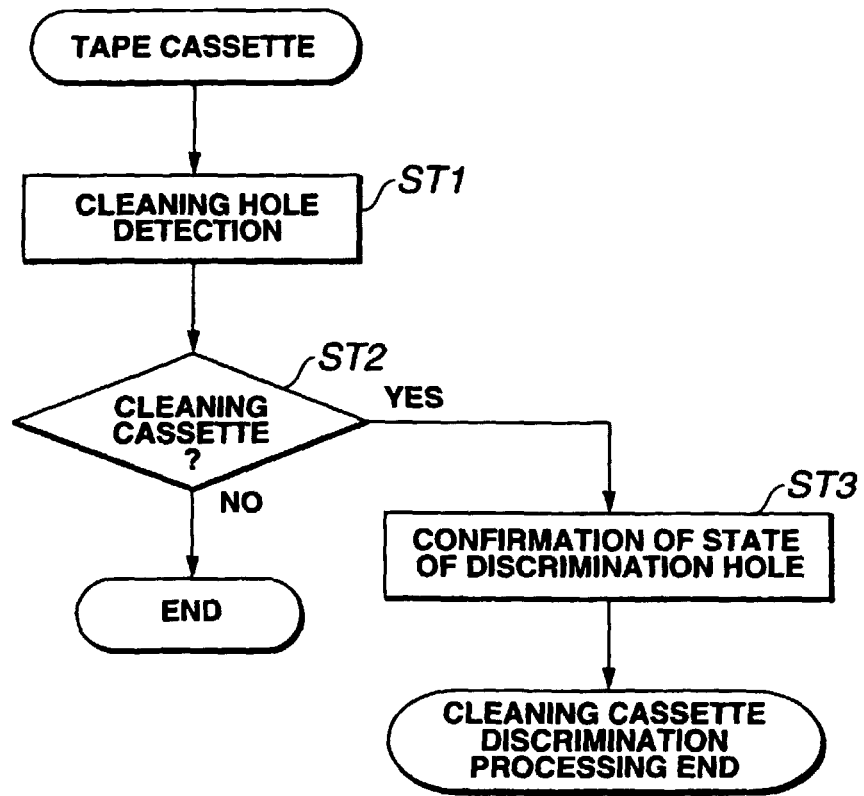 TAPE CASSETTE
ST1
CLEANING HOLE
DETECTION
ST2
CLEANING
CASSETTE
?
YES
NO
ST3
CONFIRMATION OF STATE
OF DISCRIMINATION HOLE
END
CLEANING CASSETTE
DISCRIMINATION
PROCESSING END